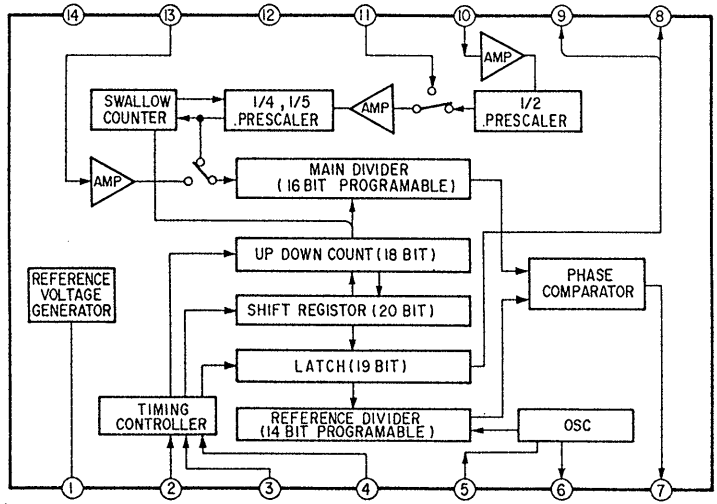 14 13 12 11 10 9 8
AMP
SWALLOW
COUNTER
1/4, 1/5
.PRESCALER
AMP
1/2
.PRESCALER
AMP
MAIN DIVIDER
(16 BIT PROGRAMABLE)
UP DOWN COUNT (18 BIT)
REFERENCE
VOLTAGE
GENERATOR
PHASE
COMPARATOR
SHIFT REGISTOR (20 BIT)
LATCH (19 BIT)
TIMING
CONTROLLER
REFERENCE DIVIDER
(14 BIT PROGRAMABLE)
OSC
1 2 3 4 5 6 7